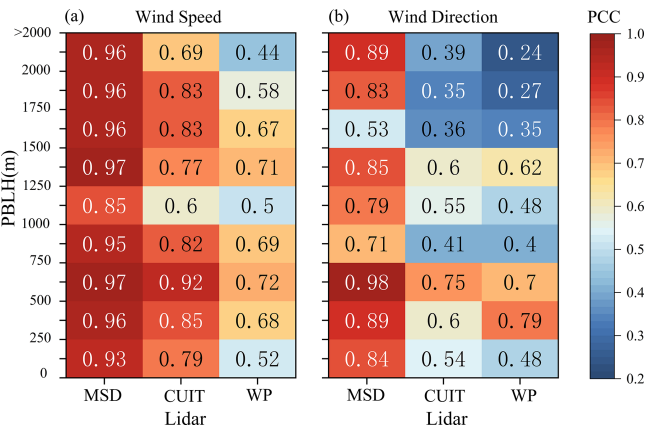 (a) Wind Speed
(b) Wind Direction
PCC
PBLH(m)
>2000
2000
1750
1500
1250
1000
750
500
250
0
0.96 0.69 0.44
0.96 0.83 0.58
0.96 0.83 0.67
0.97 0.77 0.71
0.85 0.6 0.5
0.95 0.82 0.69
0.97 0.92 0.72
0.96 0.85 0.68
0.93 0.79 0.52
MSD CUIT WP
Lidar
0.89 0.39 0.24
0.83 0.35 0.27
0.53 0.36 0.35
0.85 0.6 0.62
0.79 0.55 0.48
0.71 0.41 0.4
0.98 0.75 0.7
0.89 0.6 0.79
0.84 0.54 0.48
MSD CUIT WP
Lidar
1.0
0.9
0.8
0.7
0.6
0.5
0.4
0.3
0.2